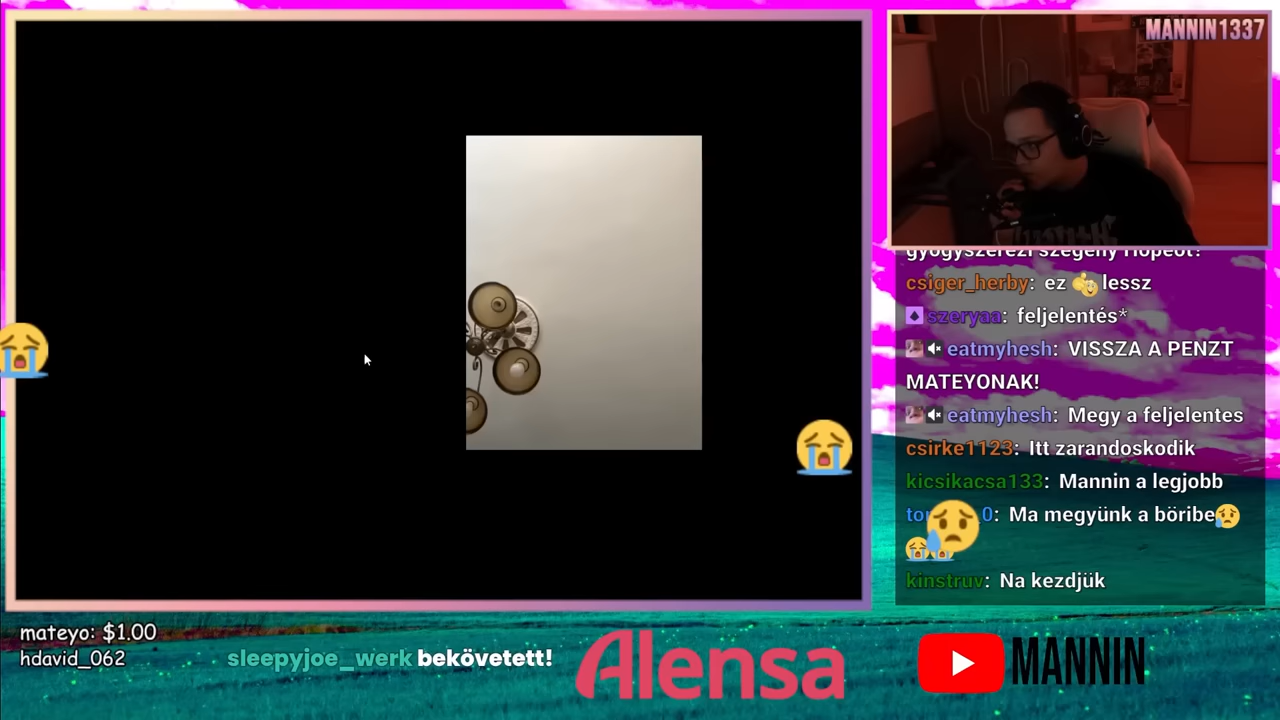 MANNIN1337
gyógyszerezi szegény
csiger_herby: ez 🫠 lessz
szeryaa: feljelentés*
eatmyhesh: VISSZA A PENZT
MATEYONAK!
eatmyhesh: Megy a feljelentes
csirke1123: Itt zarandoskodik
kicsikacsa133: Mannin a legjobb
Ma megyünk a böribe😥
😭😭
kinstruv: Na kezdjük
mateyo: $1.00
hdavid_062
sleepyjoe_werk bekövetett!
Alensa
MANNIN